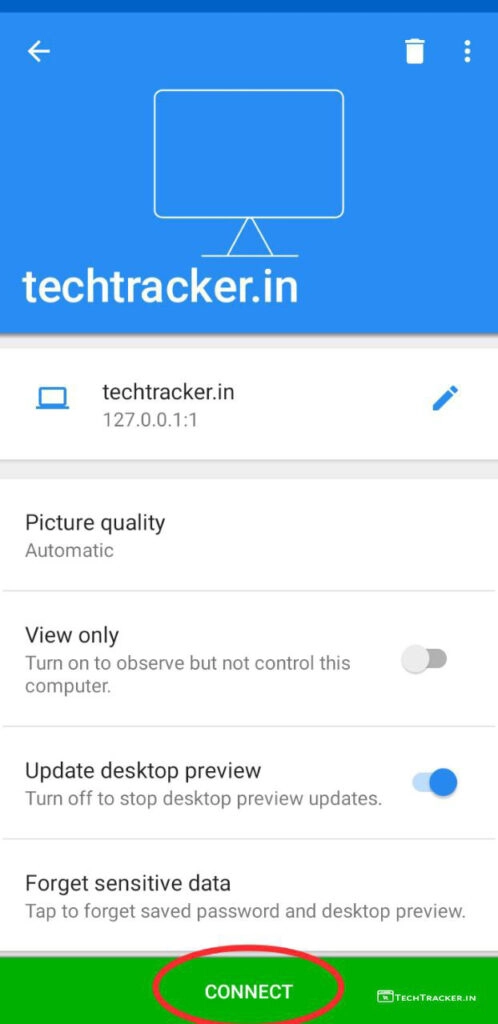 techtracker.in
techtracker.in
127.0.0.1:1
Picture quality
Automatic
View only
Turn on to observe but not control this
computer.
Update desktop preview
Turn off to stop desktop preview updates.
Forget sensitive data
Tap to forget saved password and desktop preview.
CONNECT
TECHTRACKER.IN